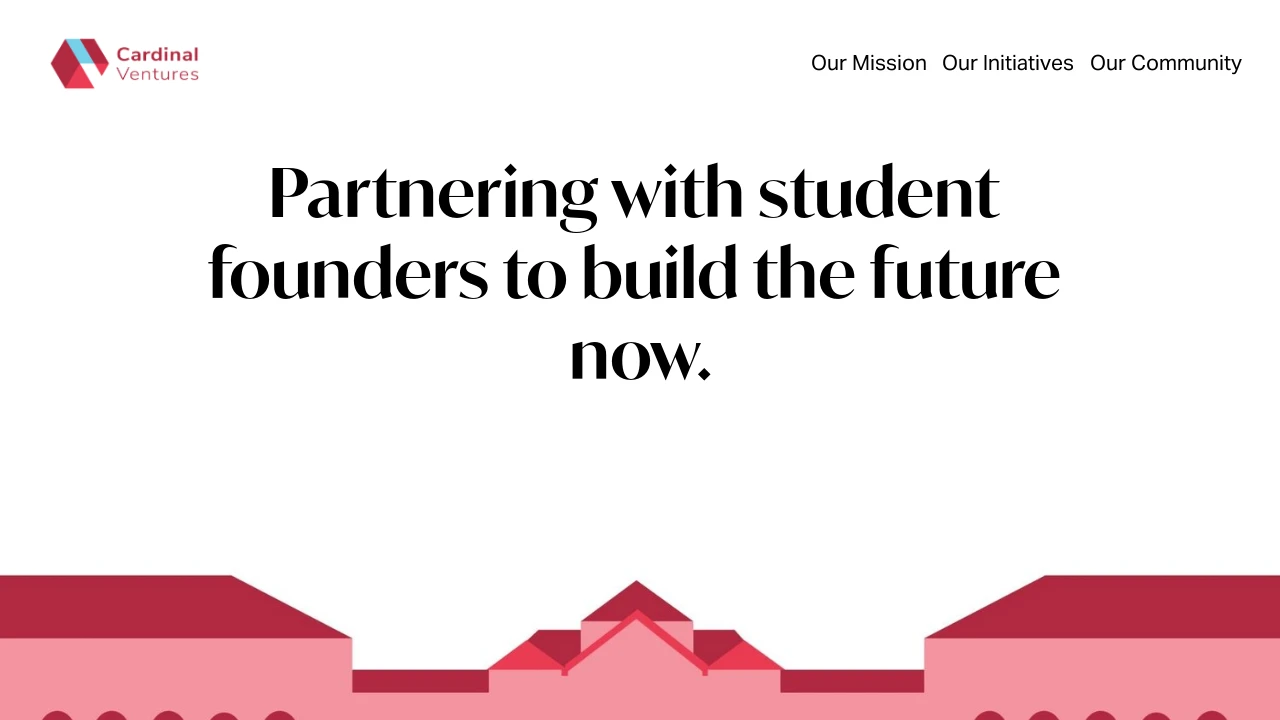 Cardinal
Ventures
Our Mission Our Initiatives Our Community
Partnering with student
founders to build the future
now.